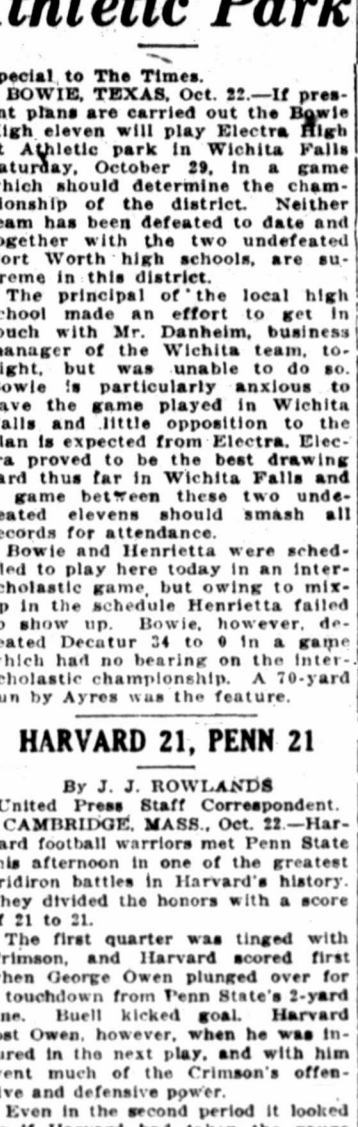 thletic Park
pecial to The Times.
BOWIE, TEXAS, Oct. 22.—If pres-
nt plans are carried out the Bowie
igh eleven will play Electra High
t Athletic park in Wichita Falls
aturday, October 29, in a game
hich should determine the cham-
ionship of the district. Neither
eam has been defeated to date and
ogether with the two undefeated
ort Worth high schools, are su-
reme in this district.
The principal of the local high
chool made an effort to get in
ouch with Mr. Danheim, business
anager of the Wichita team, to-
ight, but was unable to do so.
owie is particularly anxious to
ave the game played in Wichita
alls and little opposition to the
lan is expected from Electra. Elec-
ra proved to be the best drawing
ard thus far in Wichita Falls and
game between these two unde-
eated elevens should smash all
ecords for attendance.
Bowie and Henrietta were sched-
led to play here today in an inter-
cholastic game, but owing to mix-
p in the schedule Henrietta failed
o show up. Bowie, however, de-
eated Decatur 34 to 0 in a game
hich had no bearing on the inter-
cholastic championship. A 70-yard
un by Ayres was the feature.
HARVARD 21, PENN 21
By J. J. ROWLANDS
United Press Staff Correspondent.
CAMBRIDGE, MASS., Oct. 22.—Har-
ard football warriors met Penn State
his afternoon in one of the greatest
ridiron battles in Harvard's history.
hey divided the honors with a score
f 21 to 21.
The first quarter was tinged with
rimson, and Harvard scored first
hen George Owen plunged over for
touchdown from Penn State's 2-yard
ne. Buell kicked goal. Harvard
ost Owen, however, when he was in-
ured in the next play, and with him
ent much of the Crimson's offen-
ive and defensive power.
Even in the second period it looked